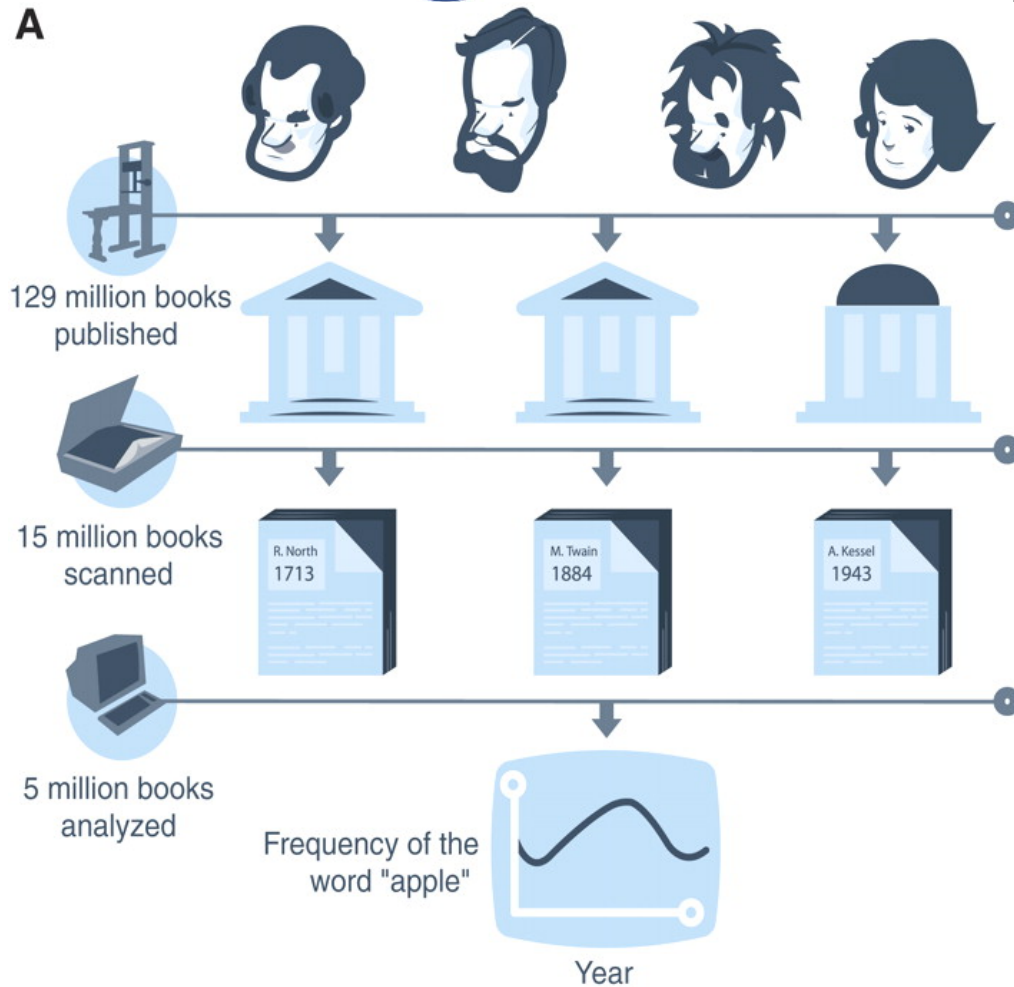 A
129 million books
published
15 million books
scanned
R. North
1713
M. Twain
1884
A. Kessel
1943
5 million books
analyzed
Frequency of the
word "apple"
Year